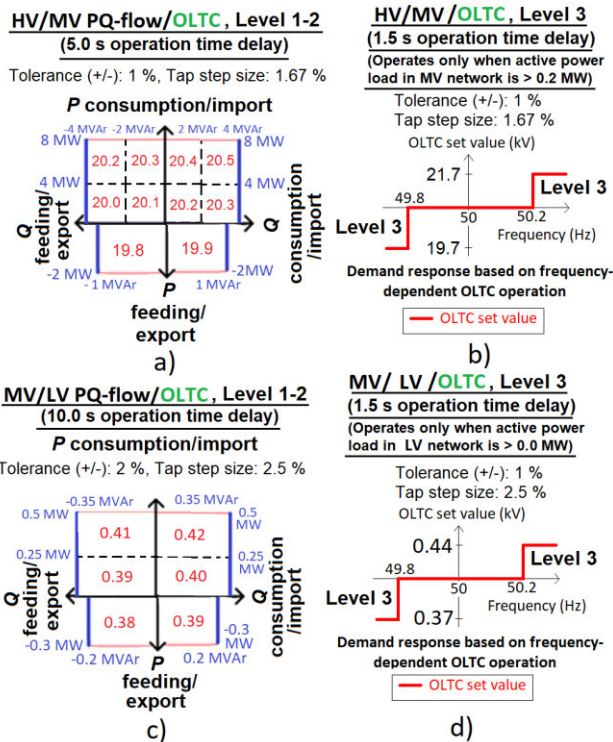 HV/MV PQ-flow/OLTC, Level 1-2
(5.0 s operation time delay)
Tolerance (+/-): 1 %, Tap step size: 1.67 %
P consumption/import
-4 MVAr -2 MVAr 2 MVAr 4 MVAr
8 MW 8 MW
20.2 20.3 20.4 20.5
4 MW 4 MW
20.0 20.1 20.2 20.3
Q Q
feeding/
export
consumption
/import
19.8 19.9
-2 MW -2MW
- 1 MVAr 1 MVAr
P
feeding/
export
a)
HV/MV /OLTC, Level 3
(1.5 s operation time delay)
(Operates only when active power
load in MV network is > 0.2 MW)
Tolerance (+/-): 1 %
Tap step size: 1.67 %
OLTC set value (kV)
21.7
Level 3
49.8
50 50.2
Level 3
Frequency (Hz)
19.7
Demand response based on frequency-
dependent OLTC operation
OLTC set value
b)
MV/LV PQ-flow/OLTC, Level 1-2
(10.0 s operation time delay)
P consumption/import
Tolerance (+/-): 2 %, Tap step size: 2.5 %
-0.35 MVAr 0.35 MVAr
0.5 MW 0.5
MW
0.41 0.42
0.25 MW 0.25
MW
0.39 0.40
Q Q
feeding/
export
consumption
/import
0.38 0.39
-0.3 MW -0.3
MW
-0.2 MVAr 0.2 MVAr
P
feeding/
export
c)
MV/ LV /OLTC, Level 3
(1.5 s operation time delay)
(Operates only when active power
load in LV network is > 0.0 MW)
Tolerance (+/-): 1 %
Tap step size: 2.5 %
OLTC set value (kV)
0.44
Level 3
49.8
50 50.2
Level 3
Frequency (Hz)
0.37
Demand response based on frequency-
dependent OLTC operation
OLTC set value
d)